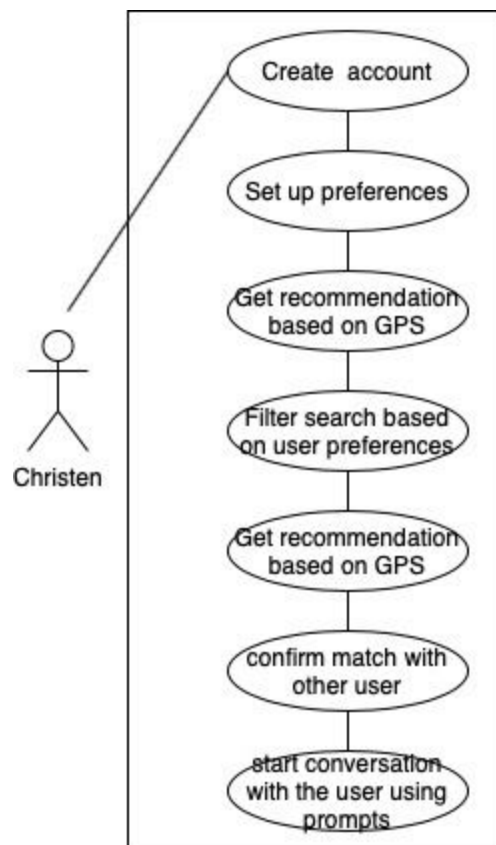 Create account
Set up preferences
Get recommendation
based on GPS
Filter search based
on user preferences
Get recommendation
based on GPS
Christen
confirm match with
other user
start conversation
with the user using
prompts